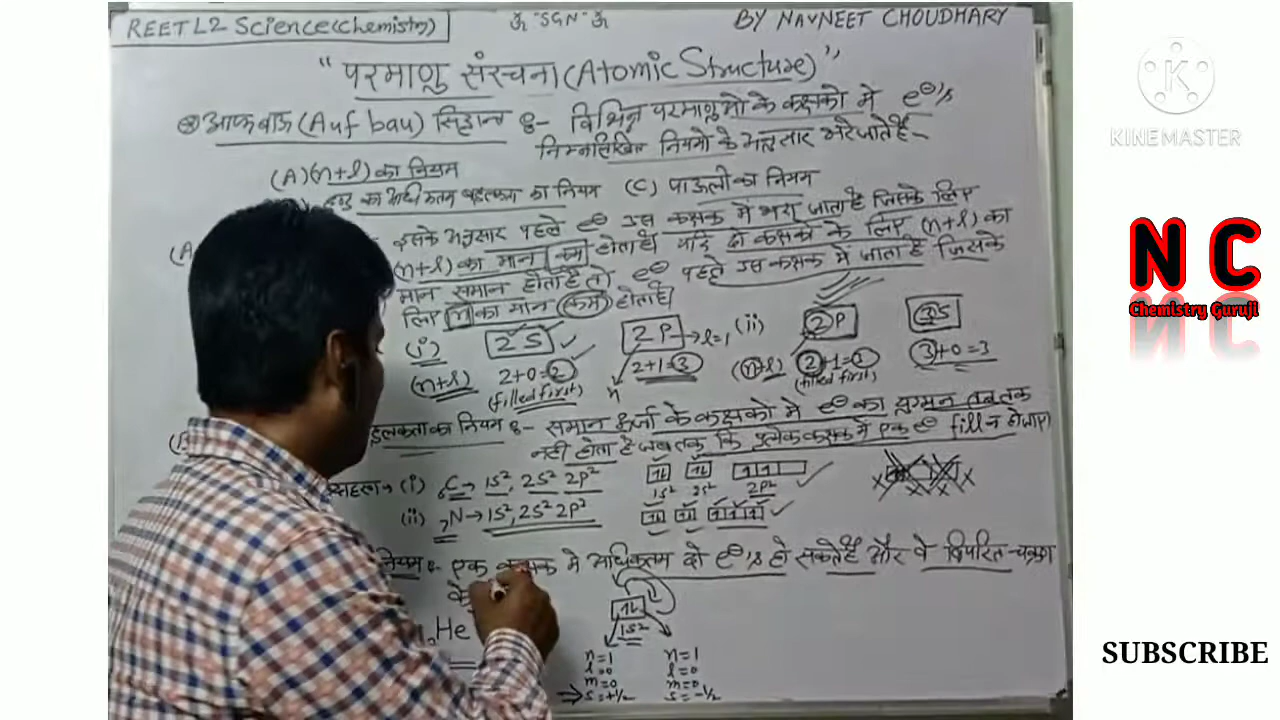 REET L2 Science(Chemistry)
ॐ "SGN" ॐ
BY NAVNEET CHOUDHARY
"परमाणु संरचना (Atomic Structure)"
आफबाऊ (Aufbau) सिद्धान्त :- विभिन्न परमाणुओ के कक्षको मे e⊖'s
निम्नलिखित नियमो के अनुसार भरे जाते है-
(A) (n+l) का नियम
का अधिकतम बहुलकता का नियम (C) पाऊली का नियम
इसके अनुसार पहले e⊖ उस कक्षक मे भरा जाता है जिसके लिए
(n+l) का मान कम होता है। यदि दो कक्षको के लिए (n+l) का
मान समान होता है तो e⊖ पहले उस कक्षक मे जाता है जिसके
लिए n का मान कम होता है।
(i) 2S 2P → l=1 (ii) 2P 3S
(n+l) 2+0=2 2+1=3 n (n+l) 2+1=3 3+0=3
(filled first) (filled first)
का नियम :- समान ऊर्जा के कक्षको मे e⊖ का युग्मन तब तक
नही होता है जब तक कि प्रत्येक कक्षक मे एक e⊖ fill न हो जाए।
(i) ₆C → 1S², 2S² 2P² 1S² 2S² 2P²
(ii) ₇N → 1S², 2S² 2P³
नियम :- एक कक्षक मे अधिकतम दो e⊖'s हो सकते है और वे विपरित चक्रण
के
₂He 1S²
n=1 n=1
l=0 l=0
m=0 m=0
s=+1/2 s=-1/2
KINEMASTER
NC
Chemistry Guruji
SUBSCRIBE